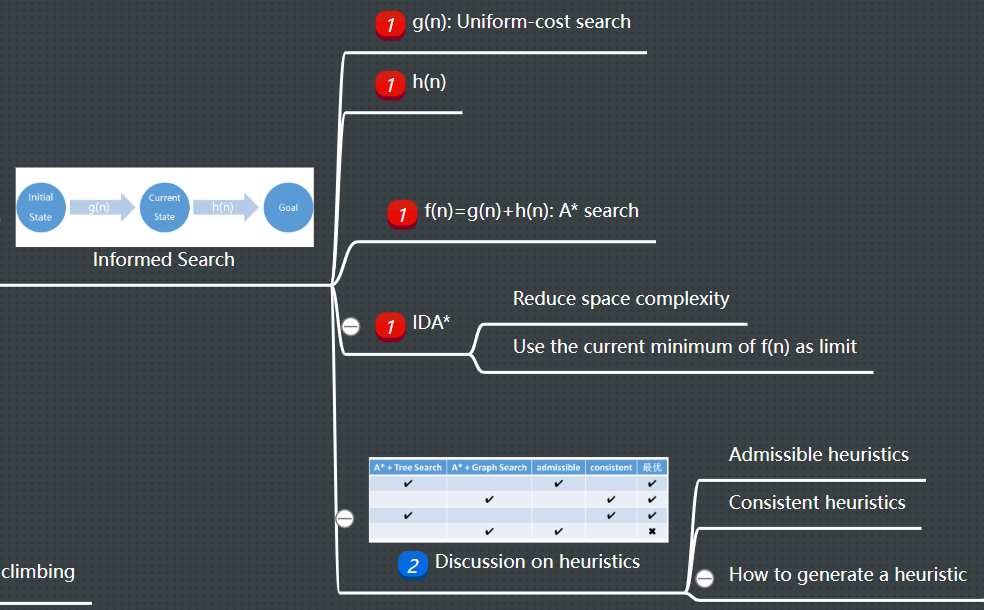 1 g(n): Uniform-cost search
1 h(n)
Initial
State
g(n)
Current
State
h(n)
Goal
Informed Search
1 f(n)=g(n)+h(n): A* search
1 IDA*
Reduce space complexity
Use the current minimum of f(n) as limit
A* + Tree Search A* + Graph Search admissible consistent 最优
✔ ✔ ✔
✔ ✔ ✔
✔ ✔ ✔
✔ ✔ ✖
2 Discussion on heuristics
Admissible heuristics
Consistent heuristics
How to generate a heuristic
climbing